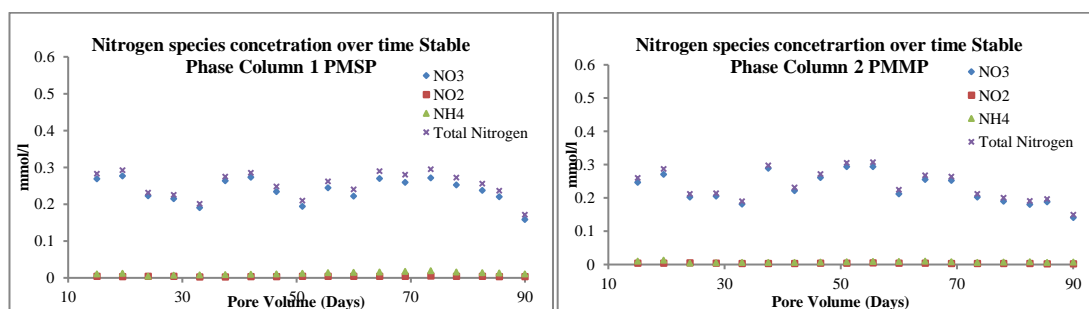 Nitrogen species concetration over time Stable
Phase Column 1 PMSP
NO3
NO2
NH4
Total Nitrogen
mmol/l
0.6
0.5
0.4
0.3
0.2
0.1
0
10
30
50
70
90
Pore Volume (Days)
Nitrogen species concetrartion over time Stable
Phase Column 2 PMMP
NO3
NO2
NH4
Total Nitrogen
mmol/l
0.6
0.5
0.4
0.3
0.2
0.1
0
10
30
50
70
90
Pore Volume (Days)